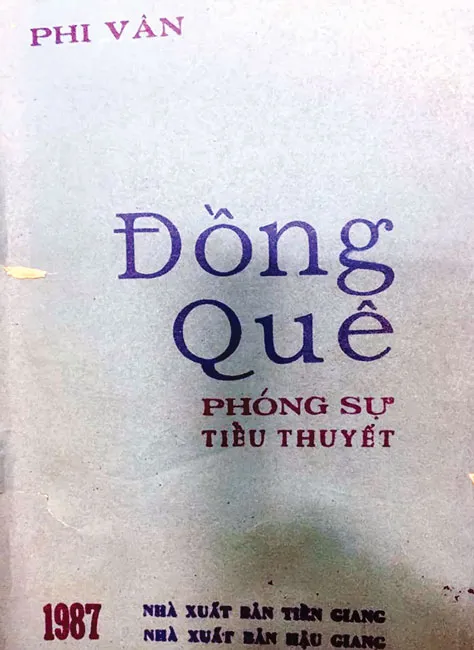 PHI VÂN
Đồng
Quê
PHÓNG SỰ
TIỂU THUYẾT
1987
NHÀ XUẤT BẢN TIỀN GIANG
NHÀ XUẤT BẢN HẬU GIANG